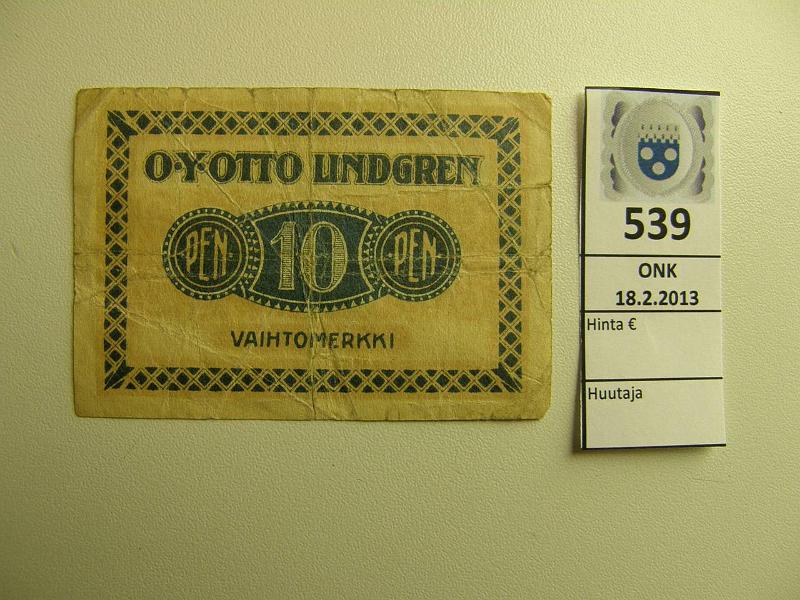 O·Y·OTTO LINDGREN
PEN 10 PEN
VAIHTOMERKKI
539
ONK
18.2.2013
Hinta €
Huutaja